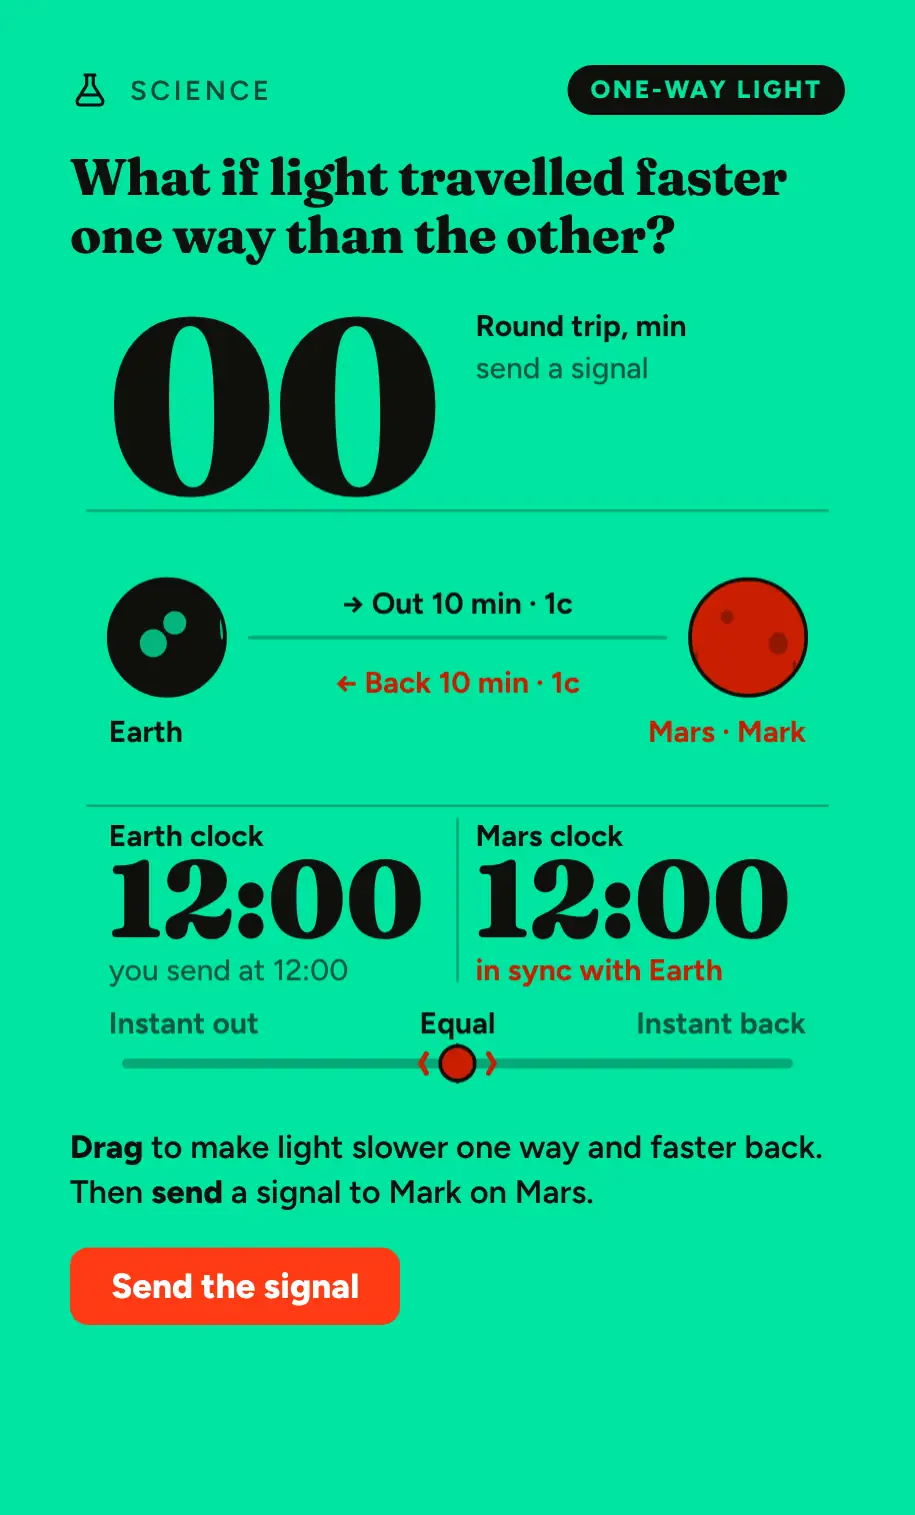 SCIENCE
ONE-WAY LIGHT
What if light travelled faster
one way than the other?
00
Round trip, min
send a signal
→ Out 10 min · 1c
← Back 10 min · 1c
Earth
Mars · Mark
Earth clock
12:00
you send at 12:00
Mars clock
12:00
in sync with Earth
Instant out
Equal
Instant back
Drag to make light slower one way and faster back.
Then send a signal to Mark on Mars.
Send the signal